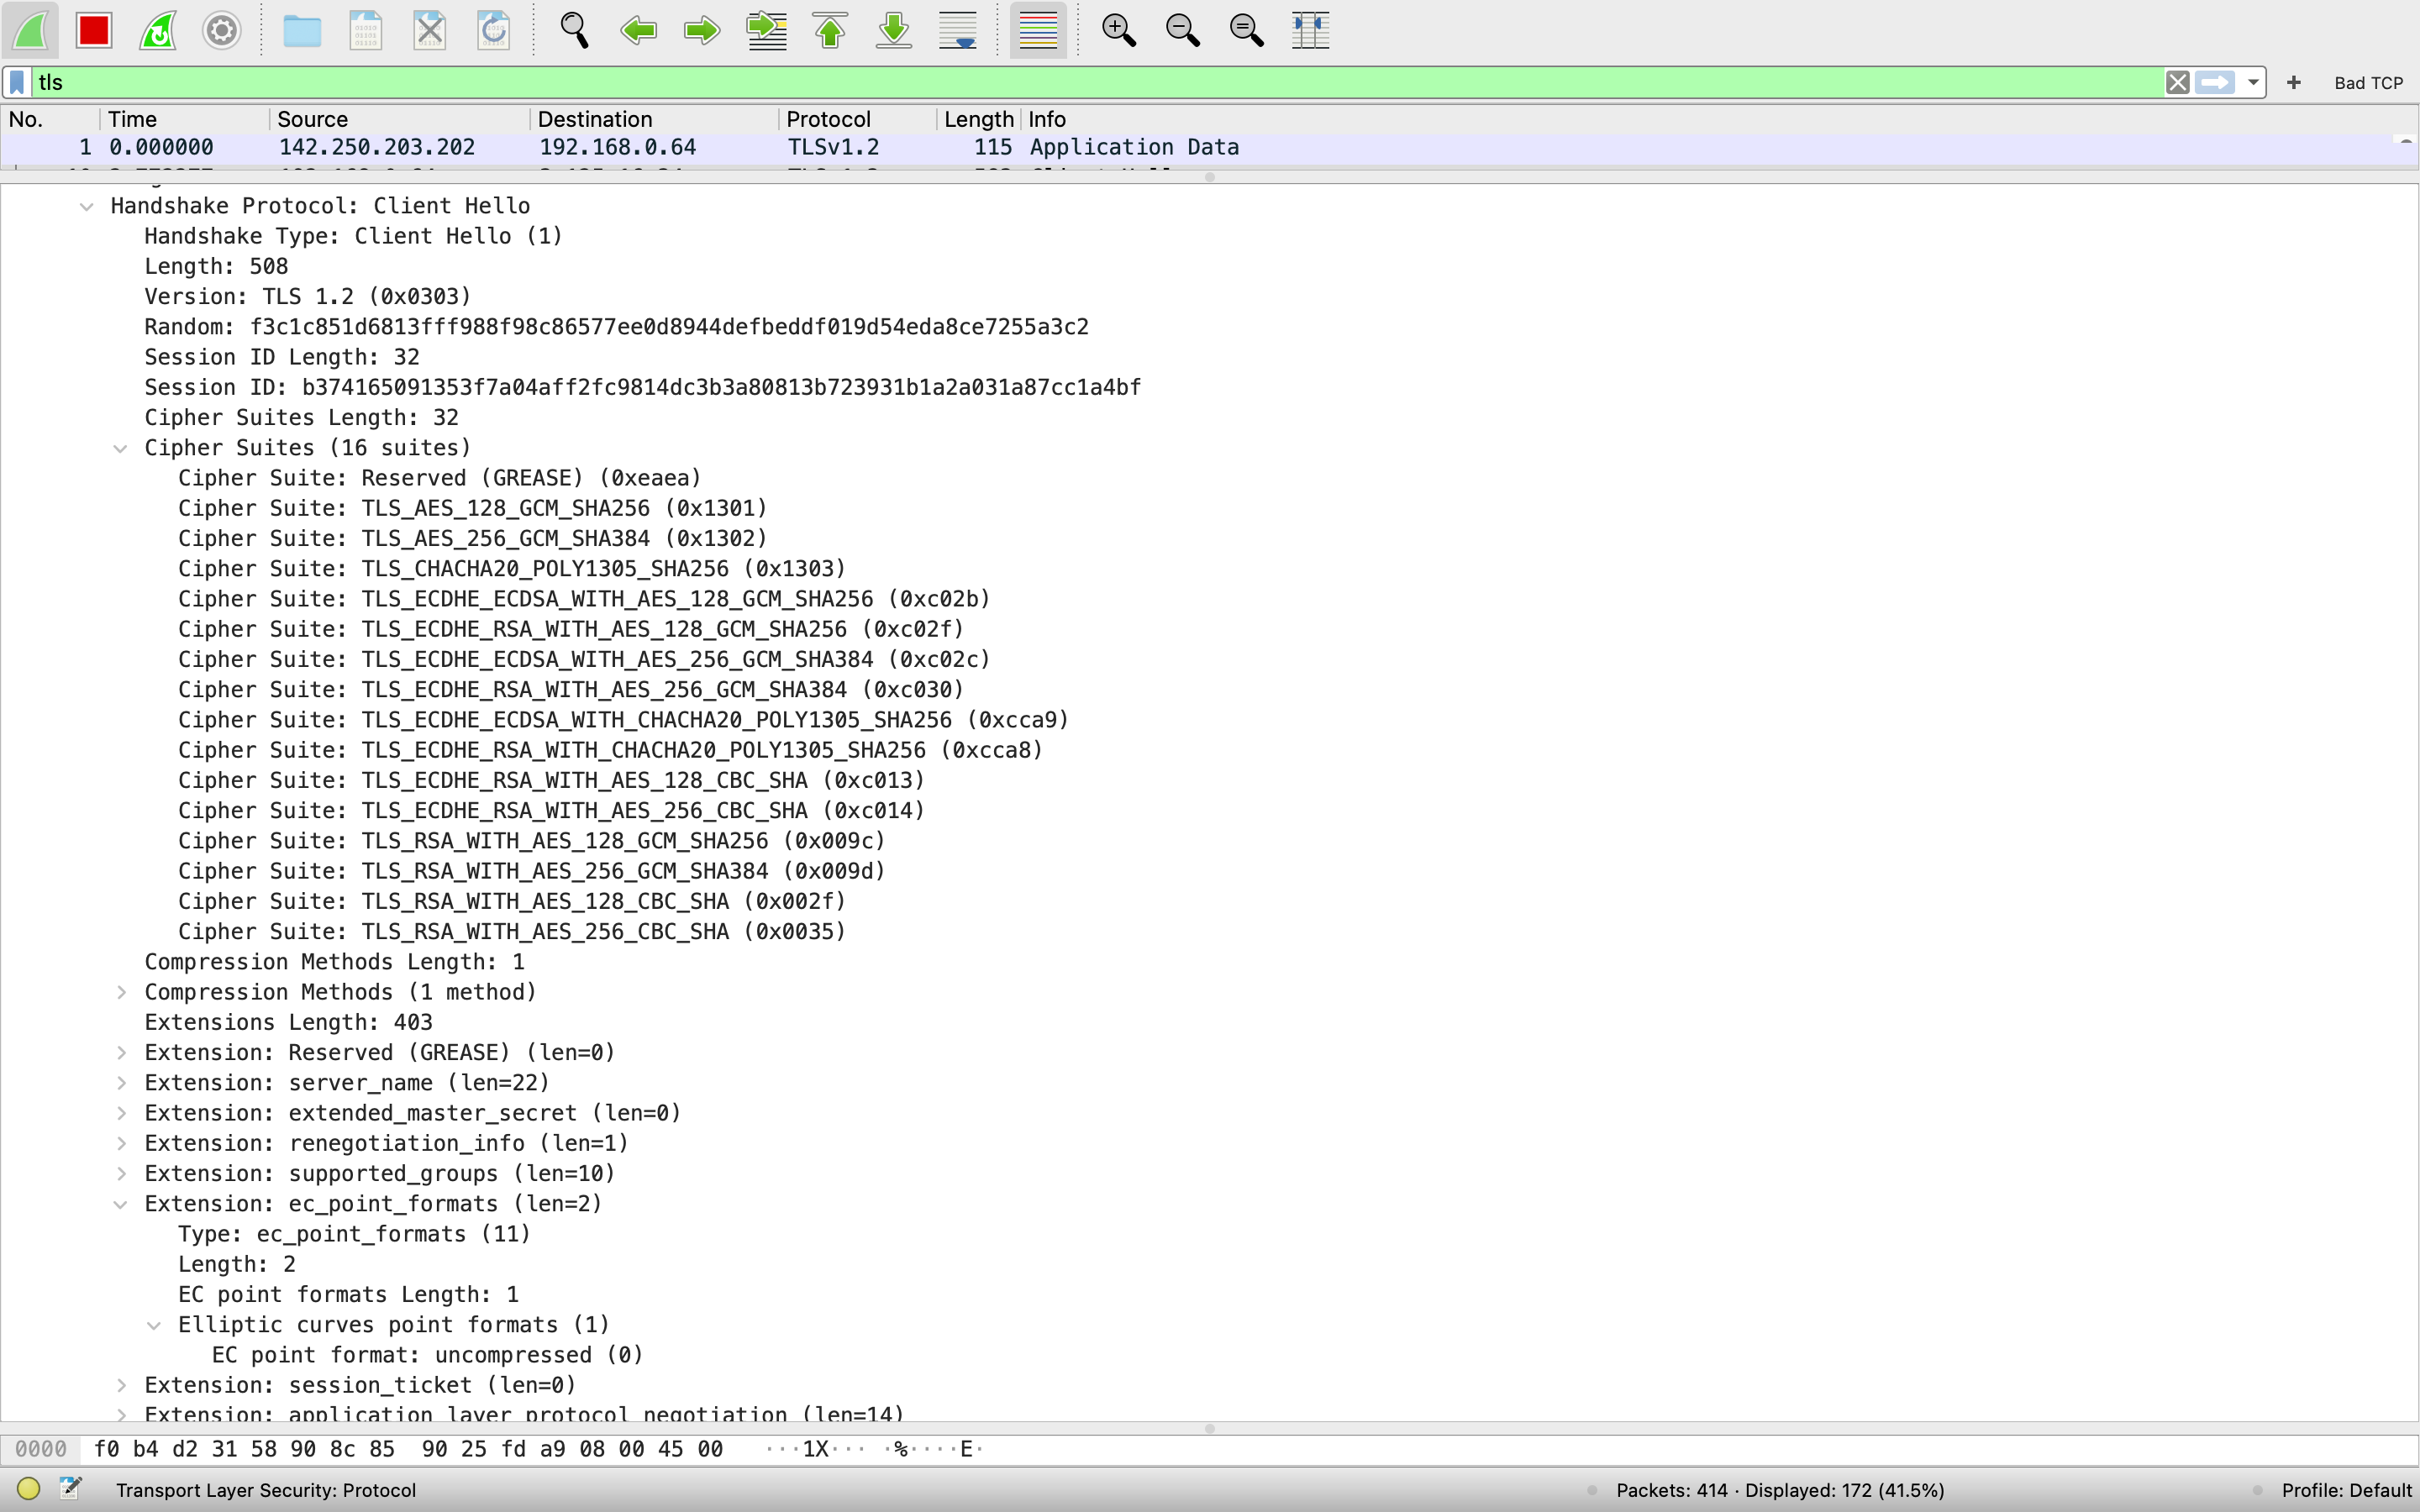 tls
Bad TCP
No. Time Source Destination Protocol Length Info
1 0.000000 142.250.203.202 192.168.0.64 TLSv1.2 115 Application Data
Handshake Protocol: Client Hello
Handshake Type: Client Hello (1)
Length: 508
Version: TLS 1.2 (0x0303)
Random: f3c1c851d6813fff988f98c86577ee0d8944defbeddf019d54eda8ce7255a3c2
Session ID Length: 32
Session ID: b374165091353f7a04aff2fc9814dc3b3a80813b723931b1a2a031a87cc1a4bf
Cipher Suites Length: 32
Cipher Suites (16 suites)
Cipher Suite: Reserved (GREASE) (0xeaea)
Cipher Suite: TLS_AES_128_GCM_SHA256 (0x1301)
Cipher Suite: TLS_AES_256_GCM_SHA384 (0x1302)
Cipher Suite: TLS_CHACHA20_POLY1305_SHA256 (0x1303)
Cipher Suite: TLS_ECDHE_ECDSA_WITH_AES_128_GCM_SHA256 (0xc02b)
Cipher Suite: TLS_ECDHE_RSA_WITH_AES_128_GCM_SHA256 (0xc02f)
Cipher Suite: TLS_ECDHE_ECDSA_WITH_AES_256_GCM_SHA384 (0xc02c)
Cipher Suite: TLS_ECDHE_RSA_WITH_AES_256_GCM_SHA384 (0xc030)
Cipher Suite: TLS_ECDHE_ECDSA_WITH_CHACHA20_POLY1305_SHA256 (0xcca9)
Cipher Suite: TLS_ECDHE_RSA_WITH_CHACHA20_POLY1305_SHA256 (0xcca8)
Cipher Suite: TLS_ECDHE_RSA_WITH_AES_128_CBC_SHA (0xc013)
Cipher Suite: TLS_ECDHE_RSA_WITH_AES_256_CBC_SHA (0xc014)
Cipher Suite: TLS_RSA_WITH_AES_128_GCM_SHA256 (0x009c)
Cipher Suite: TLS_RSA_WITH_AES_256_GCM_SHA384 (0x009d)
Cipher Suite: TLS_RSA_WITH_AES_128_CBC_SHA (0x002f)
Cipher Suite: TLS_RSA_WITH_AES_256_CBC_SHA (0x0035)
Compression Methods Length: 1
Compression Methods (1 method)
Extensions Length: 403
Extension: Reserved (GREASE) (len=0)
Extension: server_name (len=22)
Extension: extended_master_secret (len=0)
Extension: renegotiation_info (len=1)
Extension: supported_groups (len=10)
Extension: ec_point_formats (len=2)
Type: ec_point_formats (11)
Length: 2
EC point formats Length: 1
Elliptic curves point formats (1)
EC point format: uncompressed (0)
Extension: session_ticket (len=0)
Extension: application_layer_protocol_negotiation (len=14)
0000 f0 b4 d2 31 58 90 8c 85 90 25 fd a9 08 00 45 00 ···1X··· ·%····E·
Transport Layer Security: Protocol
Packets: 414 · Displayed: 172 (41.5%)
Profile: Default